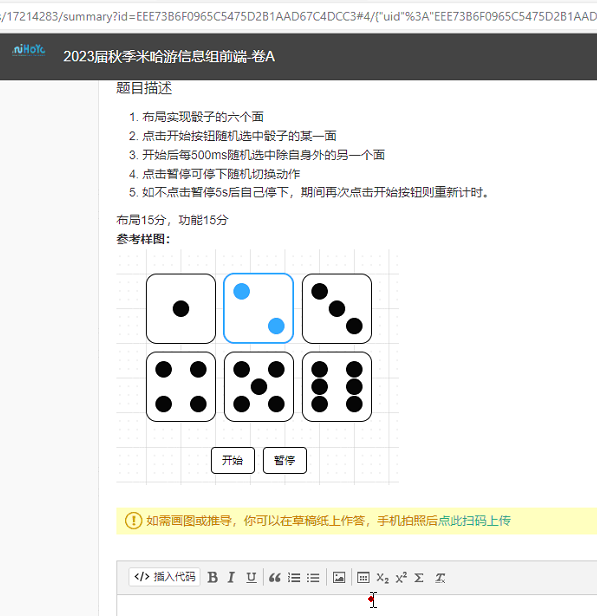 s/17214283/summary?id=EEE73B6F0965C5475D2B1AAD67C4DCC3#4/{"uid"%3A"EEE73B6F0965C5475D2B1AAD
miHoYo 2023届秋季米哈游信息组前端-卷A
题目描述
1. 布局实现骰子的六个面
2. 点击开始按钮随机选中骰子的某一面
3. 开始后每500ms随机选中除自身外的另一个面
4. 点击暂停可停下随机切换动作
5. 如不点击暂停5s后自己停下，期间再次点击开始按钮则重新计时。
布局15分，功能15分
参考样图：
开始 暂停
如需画图或推导，你可以在草稿纸上作答，手机拍照后点此扫码上传
</> 插入代码 B I U X₂ X² Σ Tx